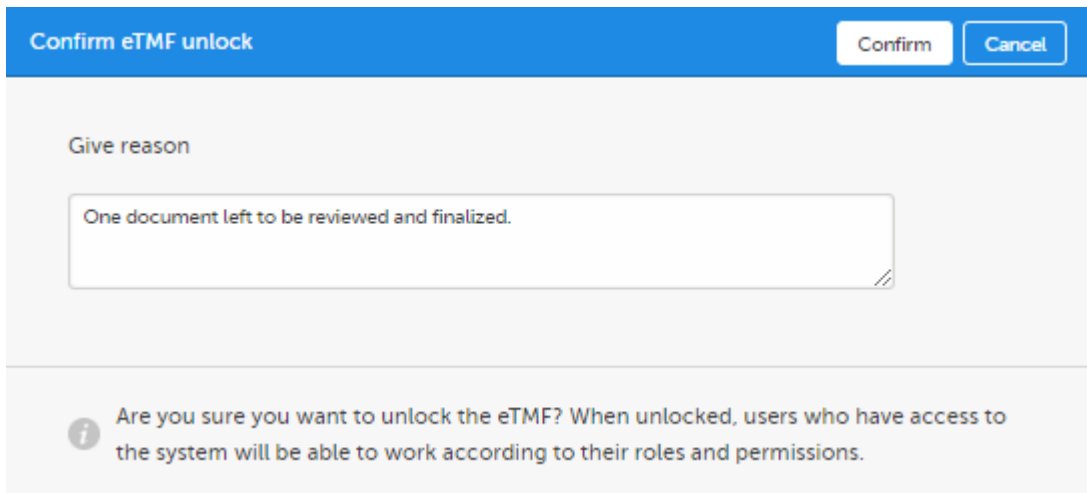 Confirm eTMF unlock
Confirm
Cancel
Give reason
One document left to be reviewed and finalized.
Are you sure you want to unlock the eTMF? When unlocked, users who have access to
the system will be able to work according to their roles and permissions.